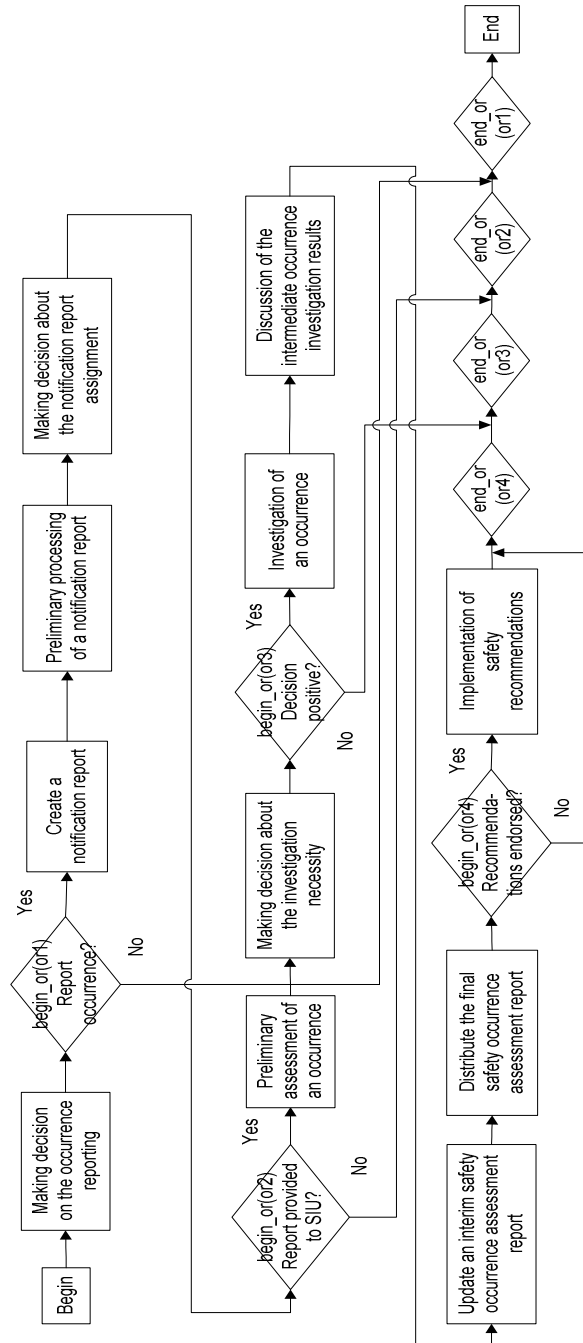 Begin
Making decision
on the occurrence
reporting
begin_or(or1)
Report
occurrence?
Yes
No
Create a
notification report
Preliminary processing
of a notification report
Making decision about
the notification report
assignment
begin_or(or2)
Report provided
to SIU?
Yes
No
Preliminary
assessment of
an occurrence
Making decision about
the investigation
necessity
begin_or(or3)
Decision
positive?
Yes
No
Investigation of
an occurrence
Discussion of the
intermediate occurrence
investigation results
Update an interim safety
occurrence assessment
report
Distribute the final
safety occurrence
assessment report
begin_or(or4)
Recommenda-
tions endorsed?
Yes
No
Implementation of
safety
recommendations
end_or
(or4)
end_or
(or3)
end_or
(or2)
end_or
(or1)
End